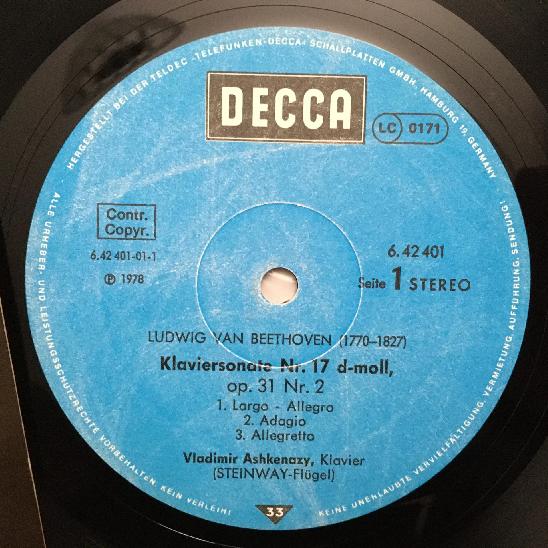 HERGESTELLT BEI DER TELDEC »TELEFUNKEN-DECCA« SCHALLPLATTEN GMBH, HAMBURG 19, GERMANY
DECCA
LC 0171
Contr.
Copyr.
6.42 401-01-1
℗ 1978
6.42 401
Seite 1 STEREO
LUDWIG VAN BEETHOVEN (1770-1827)
Klaviersonate Nr. 17 d-moll,
op. 31 Nr. 2
1. Largo - Allegro
2. Adagio
3. Allegretto
Vladimir Ashkenazy, Klavier
(STEINWAY-Flügel)
33
ALLE URHEBER- UND LEISTUNGSSCHUTZRECHTE VORBEHALTEN. KEIN VERLEIH! KEINE UNERLAUBTE VERVIELFÄLTIGUNG, VERMIETUNG, AUFFÜHRUNG, SENDUNG!